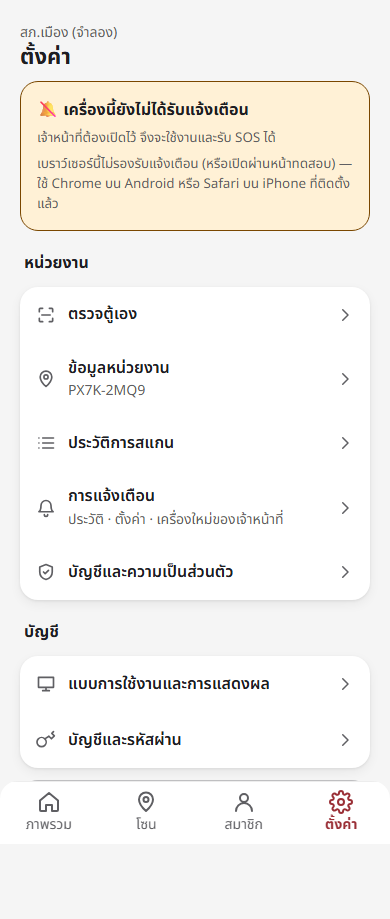 สภ.เมือง (จำลอง)
ตั้งค่า
เครื่องนี้ยังไม่ได้รับแจ้งเตือน
เจ้าหน้าที่ต้องเปิดไว้ จึงจะใช้งานและรับ SOS ได้
เบราว์เซอร์นี้ไม่รองรับแจ้งเตือน (หรือเปิดผ่านหน้าทดสอบ) —
ใช้ Chrome บน Android หรือ Safari บน iPhone ที่ติดตั้ง
แล้ว
หน่วยงาน
ตรวจตู้เอง
ข้อมูลหน่วยงาน
PX7K-2MQ9
ประวัติการสแกน
การแจ้งเตือน
ประวัติ · ตั้งค่า · เครื่องใหม่ของเจ้าหน้าที่
บัญชีและความเป็นส่วนตัว
บัญชี
แบบการใช้งานและการแสดงผล
บัญชีและรหัสผ่าน
ภาพรวม
โซน
สมาชิก
ตั้งค่า